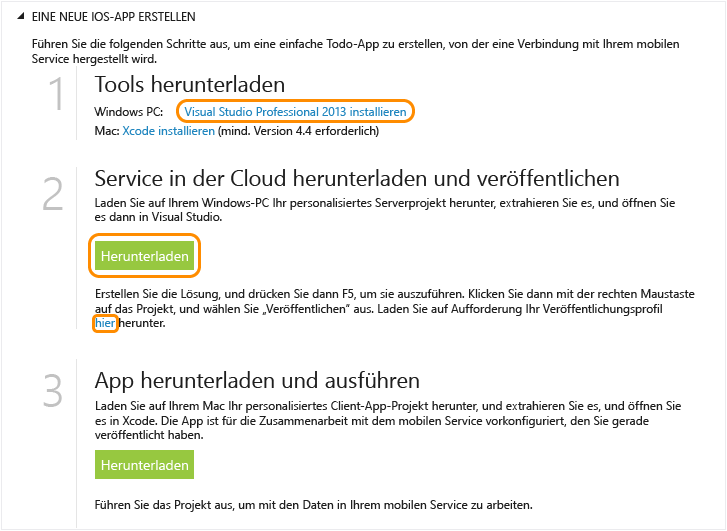 EINE NEUE IOS-APP ERSTELLEN
Führen Sie die folgenden Schritte aus, um eine einfache Todo-App zu erstellen, von der eine Verbindung mit Ihrem mobilen
Service hergestellt wird.
1
Tools herunterladen
Windows PC: Visual Studio Professional 2013 installieren
Mac: Xcode installieren (mind. Version 4.4 erforderlich)
2
Service in der Cloud herunterladen und veröffentlichen
Laden Sie auf Ihrem Windows-PC Ihr personalisiertes Serverprojekt herunter, extrahieren Sie es, und öffnen Sie
es dann in Visual Studio.
Herunterladen
Erstellen Sie die Lösung, und drücken Sie dann F5, um sie auszuführen. Klicken Sie dann mit der rechten Maustaste
auf das Projekt, und wählen Sie „Veröffentlichen“ aus. Laden Sie auf Aufforderung Ihr Veröffentlichungsprofil
hier herunter.
3
App herunterladen und ausführen
Laden Sie auf Ihrem Mac Ihr personalisiertes Client-App-Projekt herunter, und extrahieren Sie es, und öffnen Sie
es in Xcode. Die App ist für die Zusammenarbeit mit dem mobilen Service vorkonfiguriert, den Sie gerade
veröffentlicht haben.
Herunterladen
Führen Sie das Projekt aus, um mit den Daten in Ihrem mobilen Service zu arbeiten.